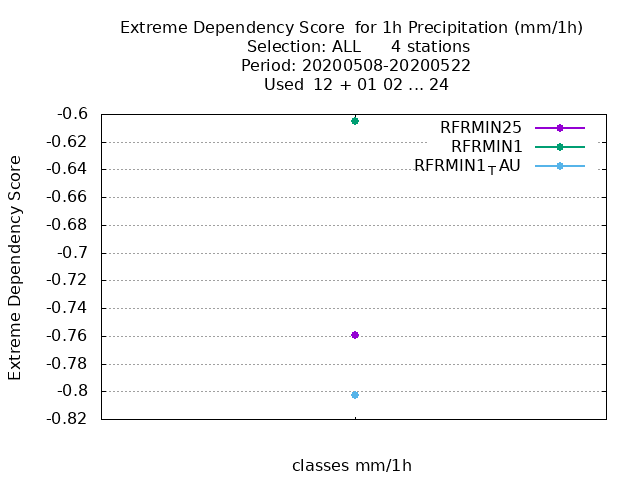 Extreme Dependency Score  for 1h Precipitation (mm/1h)
Selection: ALL      4 stations
Period: 20200508-20200522
Used  12 + 01 02 ... 24
-0.6
-0.62
-0.64
-0.66
-0.68
-0.7
-0.72
-0.74
-0.76
-0.78
-0.8
-0.82
Extreme Dependency Score
RFRMIN25
RFRMIN1
RFRMIN1TAU
classes mm/1h